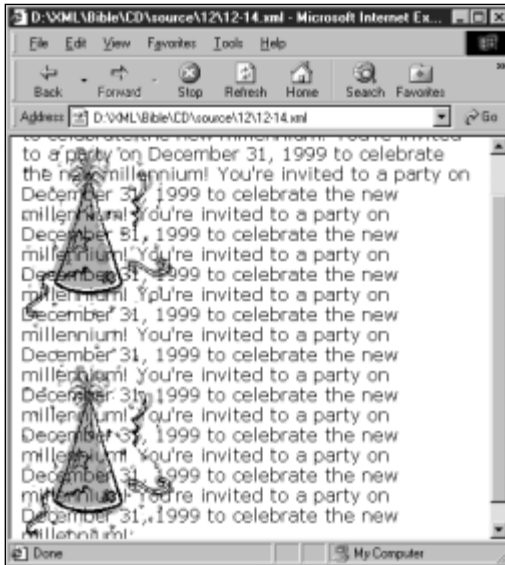 D:\XML\Bible\CD\source\12\12-14.xml - Microsoft Internet Ex...
File Edit View Favorites Tools Help
Back Forward Stop Refresh Home Search Favorites »
Address D:\XML\Bible\CD\source\12\12-14.xml Go
to celebrate the new millennium! You're invited
to a party on December 31, 1999 to celebrate
the new millennium! You're invited to a party on
December 31, 1999 to celebrate the new
millennium! You're invited to a party on
December 31, 1999 to celebrate the new
millennium! You're invited to a party on
December 31, 1999 to celebrate the new
millennium! You're invited to a party on
December 31, 1999 to celebrate the new
millennium! You're invited to a party on
December 31, 1999 to celebrate the new
millennium! You're invited to a party on
December 31, 1999 to celebrate the new
millennium! You're invited to a party on
December 31, 1999 to celebrate the new
millennium! You're invited to a party on
December 31, 1999 to celebrate the new
millennium! You're invited to a party on
December 31, 1999 to celebrate the new
millennium!
Done My Computer